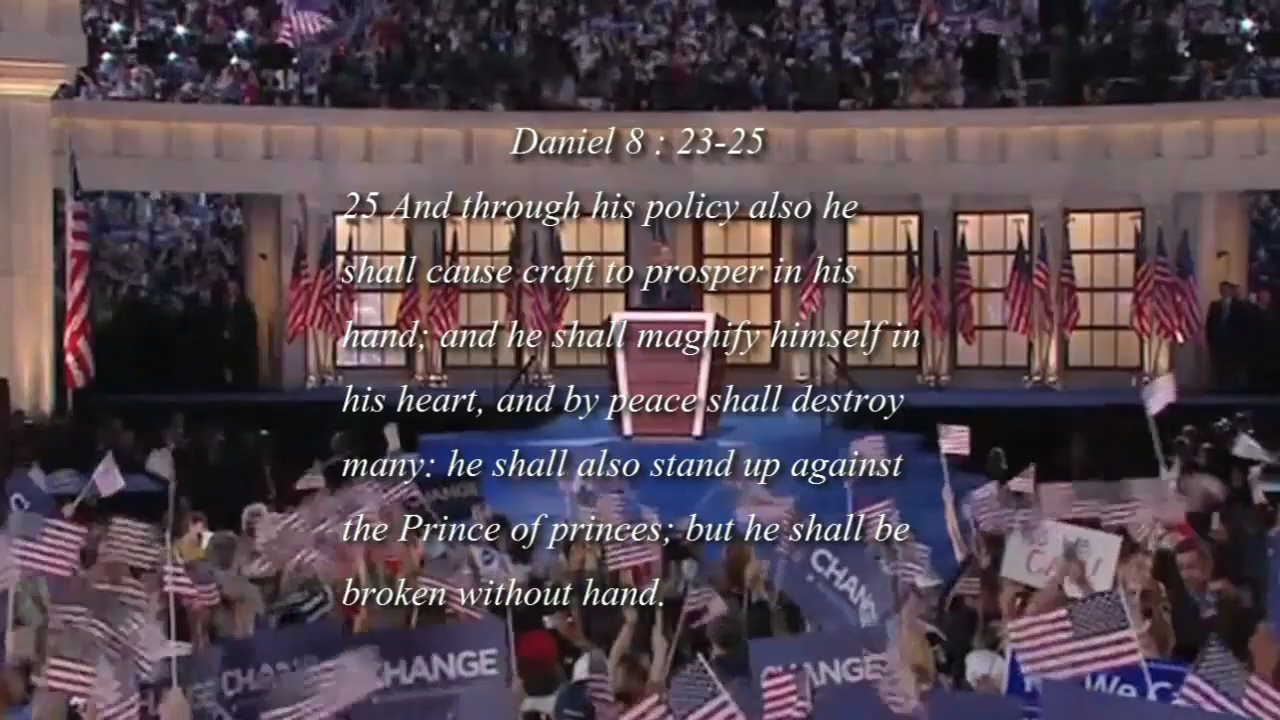 Daniel 8 : 23-25
25 And through his policy also he
shall cause craft to prosper in his
hand; and he shall magnify himself in
his heart, and by peace shall destroy
many: he shall also stand up against
the Prince of princes; but he shall be
broken without hand.
CHANGE
CHANGE
CHANGE
CHANGE
We